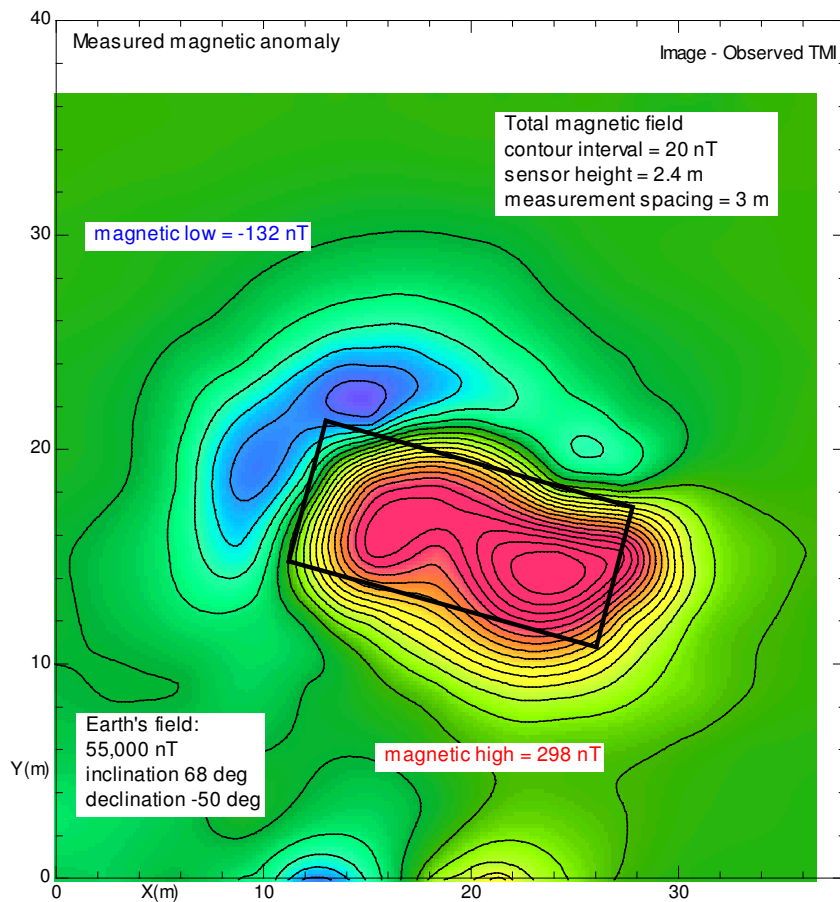 40
Measured magnetic anomaly
Image - Observed TMI
Total magnetic field
contour interval = 20 nT
sensor height = 2.4 m
measurement spacing = 3 m
30
magnetic low = -132 nT
20
10
Earth's field:
55,000 nT
inclination 68 deg
declination -50 deg
magnetic high = 298 nT
Y(m)
0
0
X(m)
10
20
30